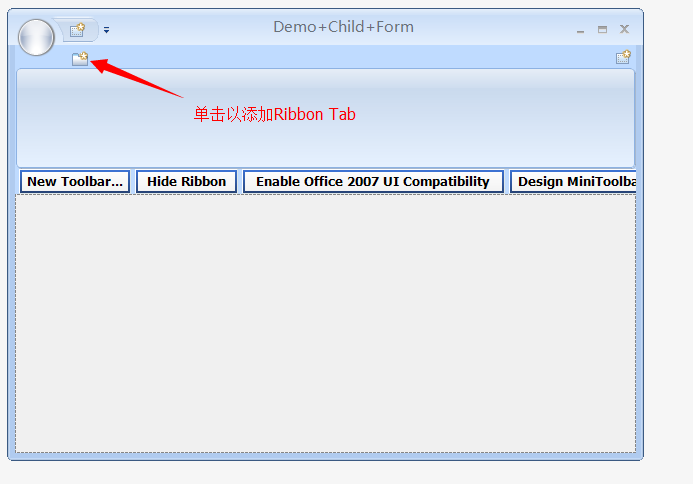 Demo+Child+Form
单击以添加Ribbon Tab
New Toolbar...
Hide Ribbon
Enable Office 2007 UI Compatibility
Design MiniToolba